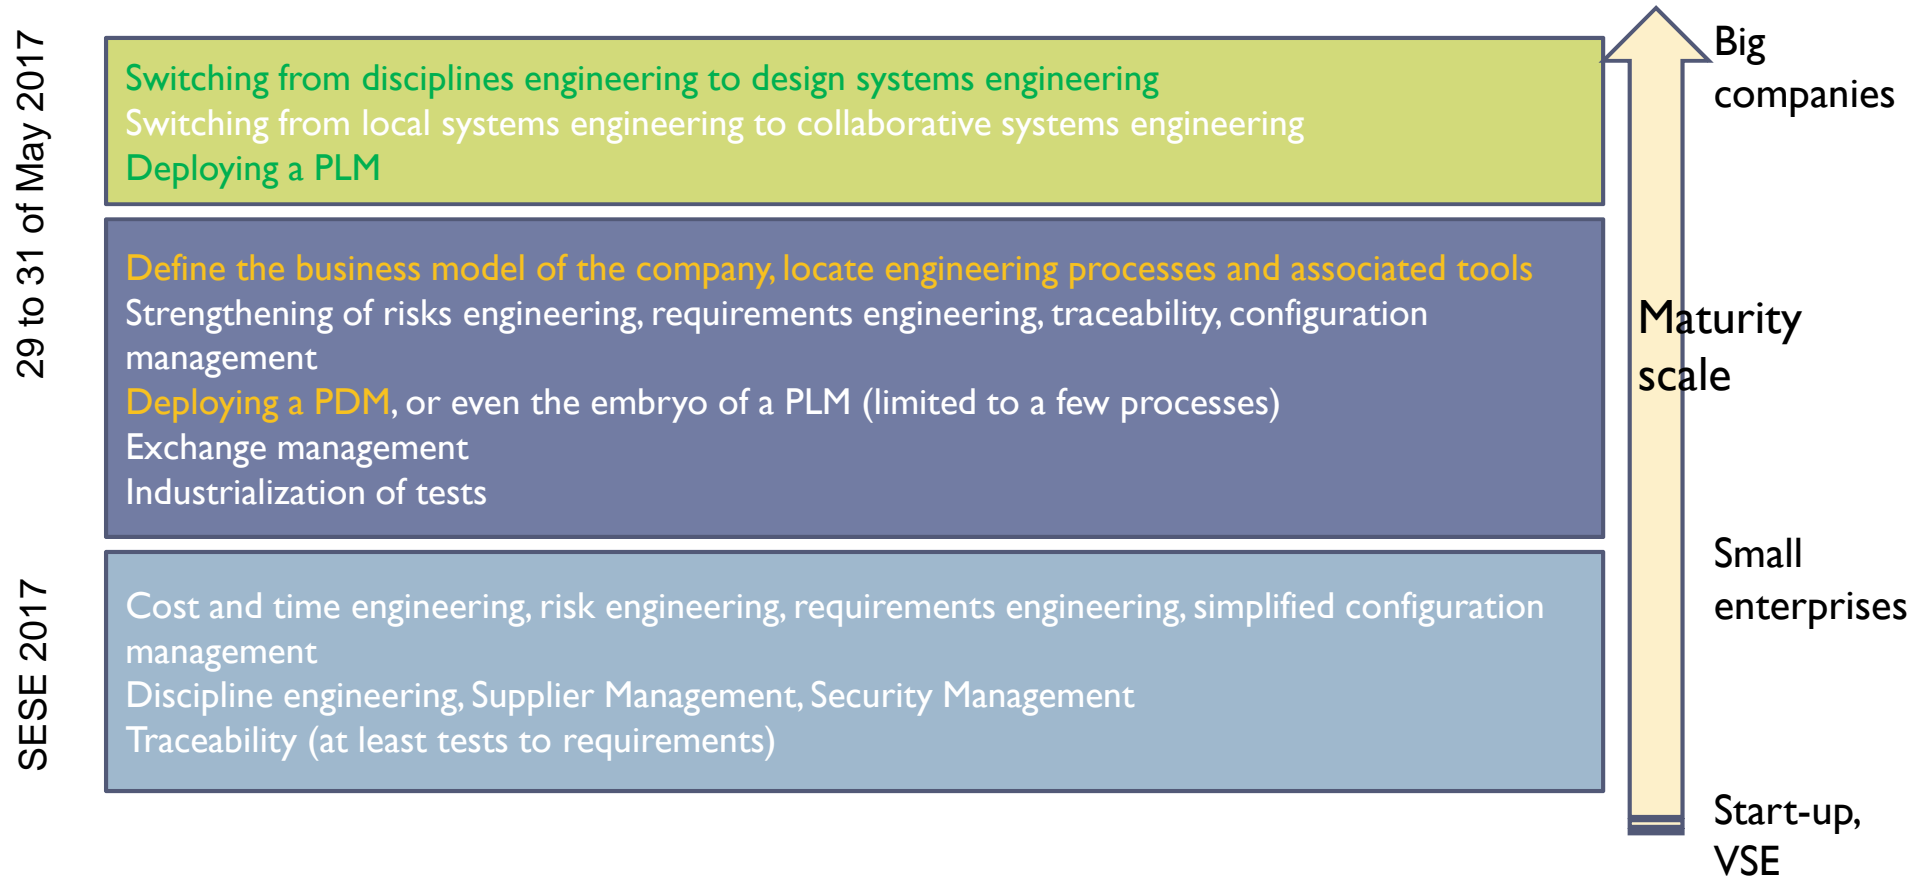 29 to 31 of May 2017
SESE 2017
Switching from disciplines engineering to design systems engineering
Switching from local systems engineering to collaborative systems engineering
Deploying a PLM
Define the business model of the company, locate engineering processes and associated tools
Strengthening of risks engineering, requirements engineering, traceability, configuration
management
Deploying a PDM, or even the embryo of a PLM (limited to a few processes)
Exchange management
Industrialization of tests
Cost and time engineering, risk engineering, requirements engineering, simplified configuration
management
Discipline engineering, Supplier Management, Security Management
Traceability (at least tests to requirements)
Big
companies
Maturity
scale
Small
enterprises
Start-up,
VSE